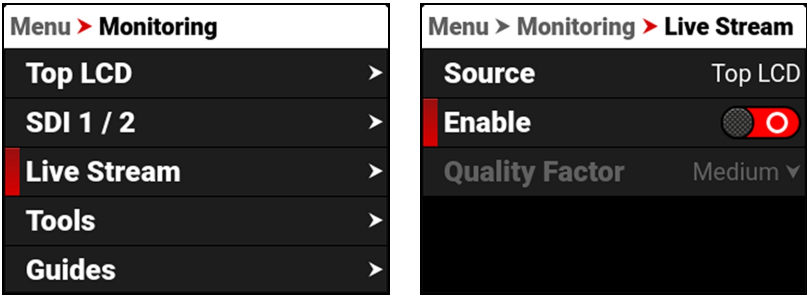 Menu > Monitoring
Top LCD
SDI 1 / 2
Live Stream
Tools
Guides
Menu > Monitoring > Live Stream
Source Top LCD
Enable
Quality Factor Medium